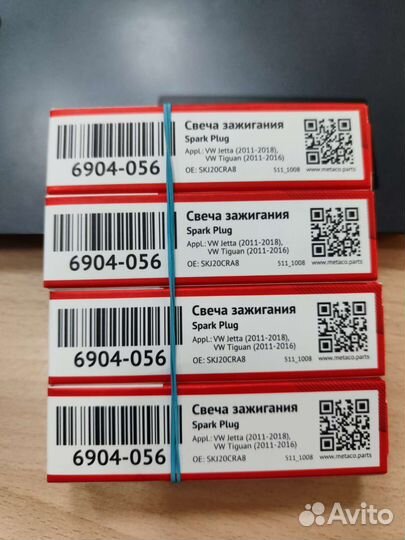 Свеча зажигания
Spark Plug
Appl.: VW Jetta (2011-2018),
VW Tiguan (2011-2016)
6904-056
OE: SKJ20CRA8 511_1008 www.metaco.parts
Свеча зажигания
Spark Plug
Appl.: VW Jetta (2011-2018),
VW Tiguan (2011-2016)
6904-056
OE: SKJ20CRA8 511_1008 www.metaco.parts
Свеча зажигания
Spark Plug
Appl.: VW Jetta (2011-2018),
VW Tiguan (2011-2016)
6904-056
OE: SKJ20CRA8 511_1008 www.metaco.parts
Свеча зажигания
Spark Plug
Appl.: VW Jetta (2011-2018),
VW Tiguan (2011-2016)
6904-056
OE: SKJ20CRA8 511_1008 www.metaco.parts
Avito